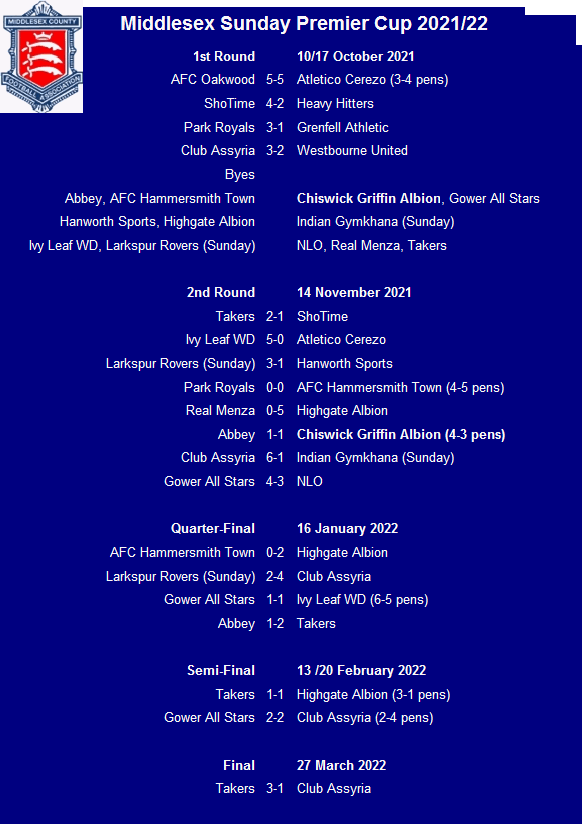 MIDDLESEX COUNTY
FOOTBALL ASSOCIATION
Middlesex Sunday Premier Cup 2021/22
1st Round 10/17 October 2021
AFC Oakwood 5-5 Atletico Cerezo (3-4 pens)
ShoTime 4-2 Heavy Hitters
Park Royals 3-1 Grenfell Athletic
Club Assyria 3-2 Westbourne United
Byes
Abbey, AFC Hammersmith Town Chiswick Griffin Albion, Gower All Stars
Hanworth Sports, Highgate Albion Indian Gymkhana (Sunday)
Ivy Leaf WD, Larkspur Rovers (Sunday) NLO, Real Menza, Takers
2nd Round 14 November 2021
Takers 2-1 ShoTime
Ivy Leaf WD 5-0 Atletico Cerezo
Larkspur Rovers (Sunday) 3-1 Hanworth Sports
Park Royals 0-0 AFC Hammersmith Town (4-5 pens)
Real Menza 0-5 Highgate Albion
Abbey 1-1 Chiswick Griffin Albion (4-3 pens)
Club Assyria 6-1 Indian Gymkhana (Sunday)
Gower All Stars 4-3 NLO
Quarter-Final 16 January 2022
AFC Hammersmith Town 0-2 Highgate Albion
Larkspur Rovers (Sunday) 2-4 Club Assyria
Gower All Stars 1-1 Ivy Leaf WD (6-5 pens)
Abbey 1-2 Takers
Semi-Final 13 /20 February 2022
Takers 1-1 Highgate Albion (3-1 pens)
Gower All Stars 2-2 Club Assyria (2-4 pens)
Final 27 March 2022
Takers 3-1 Club Assyria